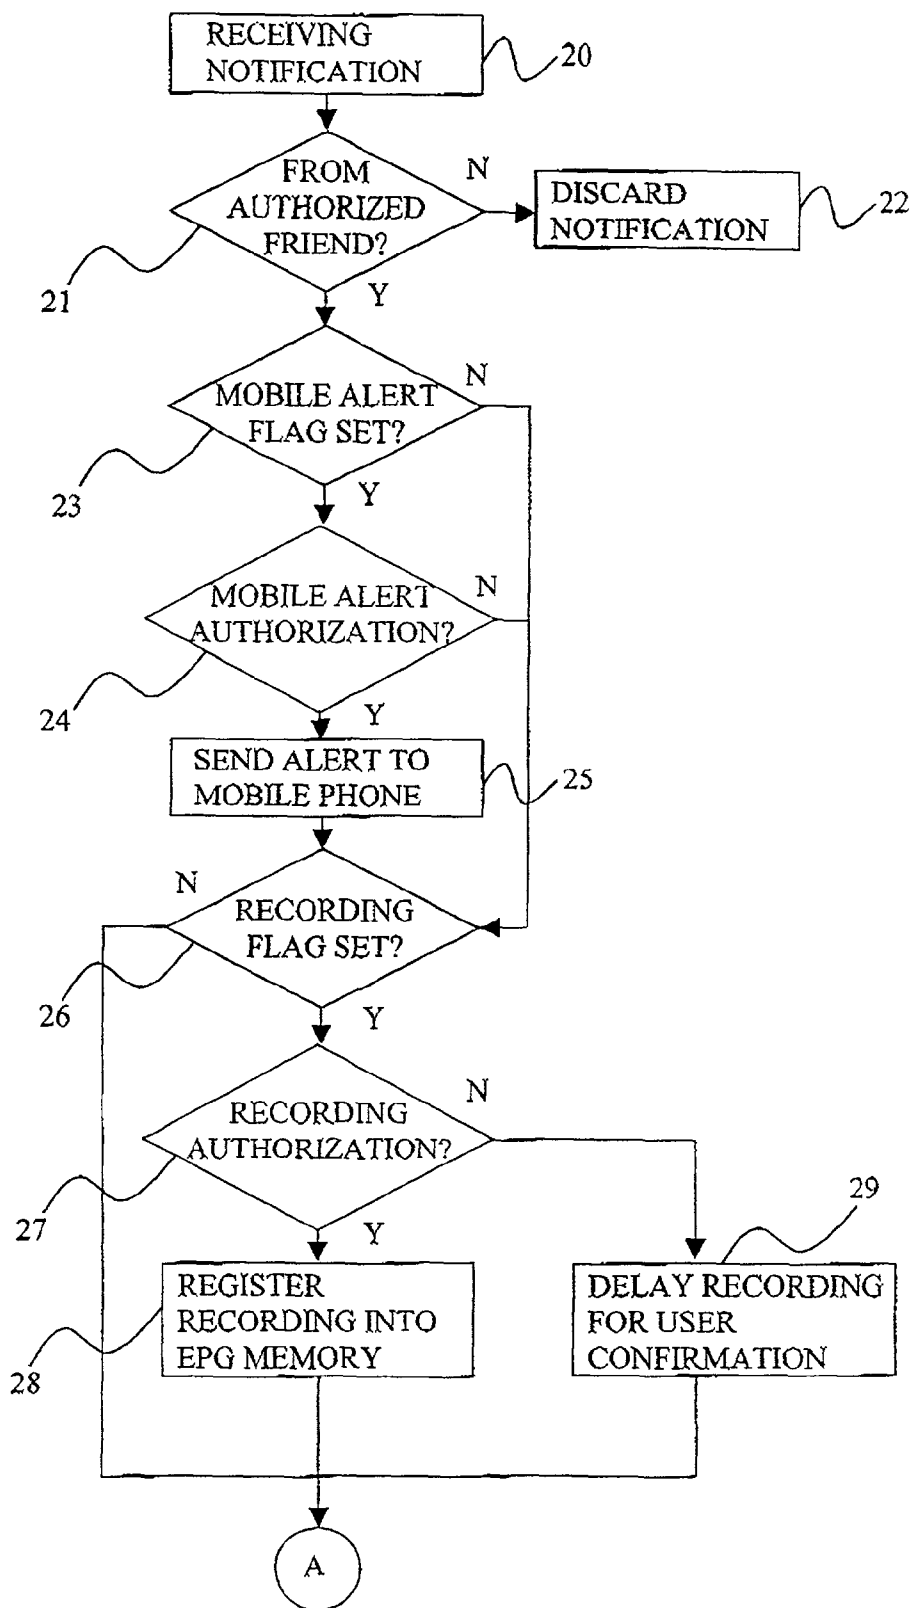 RECEIVING
NOTIFICATION
20
FROM
AUTHORIZED
FRIEND?
N
DISCARD
NOTIFICATION
22
21
Y
MOBILE ALERT
FLAG SET?
N
23
Y
MOBILE ALERT
AUTHORIZATION?
N
24
Y
SEND ALERT TO
MOBILE PHONE
25
N
RECORDING
FLAG SET?
26
Y
RECORDING
AUTHORIZATION?
N
27
Y
29
REGISTER
RECORDING INTO
EPG MEMORY
28
DELAY RECORDING
FOR USER
CONFIRMATION
A